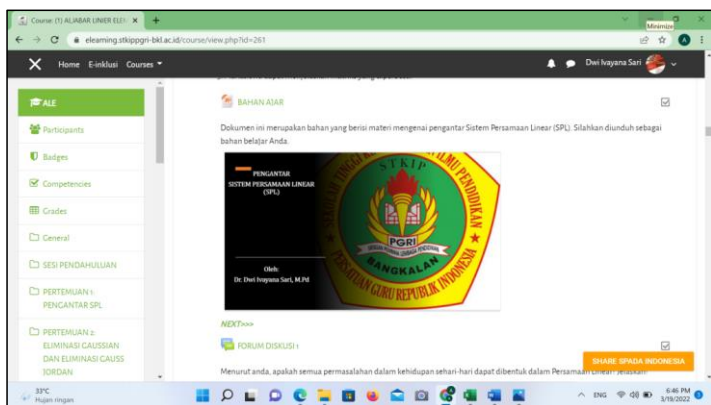 Course: (1) ALJABAR LINIER ELE
Minimize
elearning.stkippgri-bkl.ac.id/course/view.php?id=261
Home E-inklusi Courses
Dwi Ivayana Sari
ALE
Participants
Badges
Competencies
Grades
General
SESI PENDAHULUAN
PERTEMUAN 1:
PENGANTAR SPL
PERTEMUAN 2:
ELIMINASI GAUSSIAN
DAN ELIMINASI GAUSS
JORDAN
BAHAN AJAR
Dokumen ini merupakan bahan yang berisi materi mengenai pengantar Sistem Persamaan Linear (SPL). Silahkan diunduh sebagai
bahan belajar Anda.
PENGANTAR
SISTEM PERSAMAAN LINEAR
(SPL)
Oleh:
Dr. Dwi Ivayana Sari, M.Pd
STKIP
PGRI
BANGKALAN
PERSATUAN GURU REPUBLIK INDONESIA
NEXT>>>
FORUM DISKUSI 1
Menurut anda, apakah semua permasalahan dalam kehidupan sehari-hari dapat dibentuk dalam Persamaan Linear? Jelaskan!
SHARE SPADA INDONESIA
33°C
Hujan ringan
ENG
6:46 PM
3/19/2022